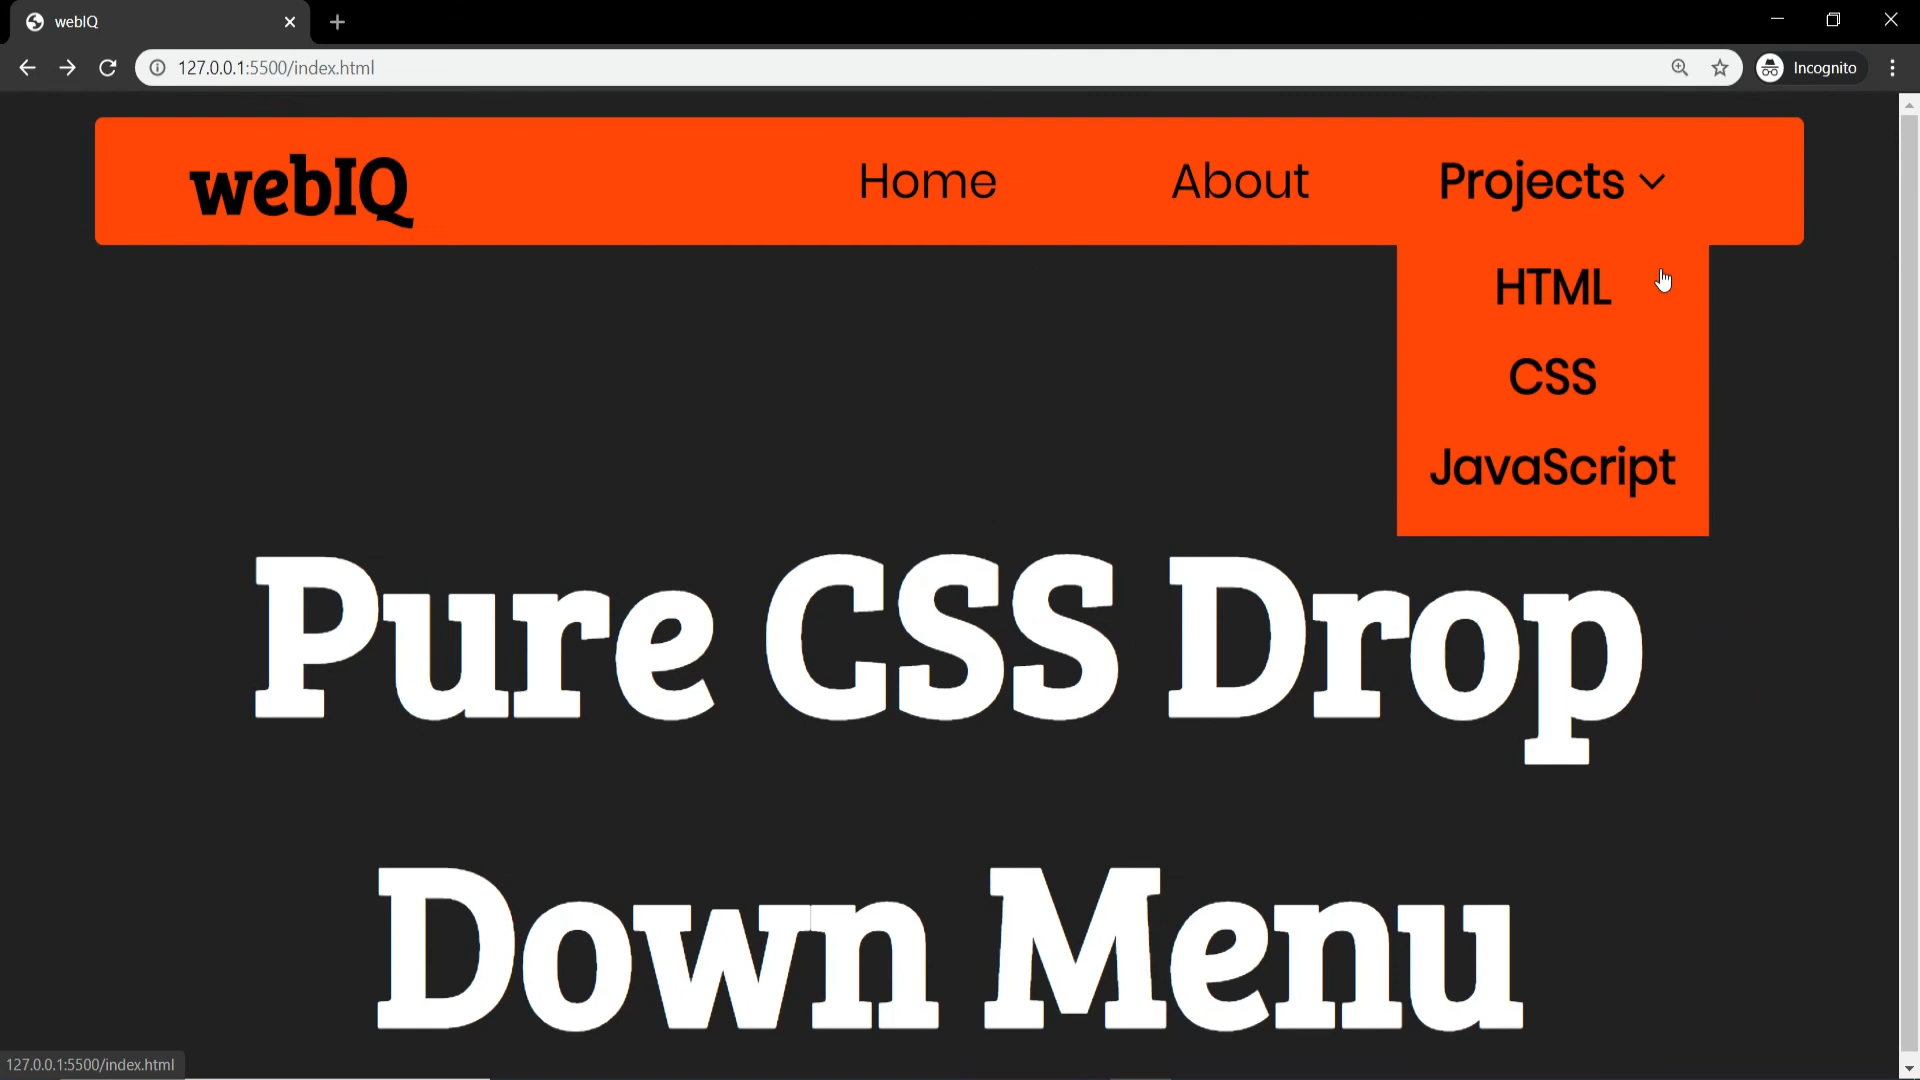 webIQ
127.0.0.1:5500/index.html
Incognito
webIQ
Home
About
Projects
HTML
CSS
JavaScript
Pure CSS Drop
Down Menu
127.0.0.1:5500/index.html